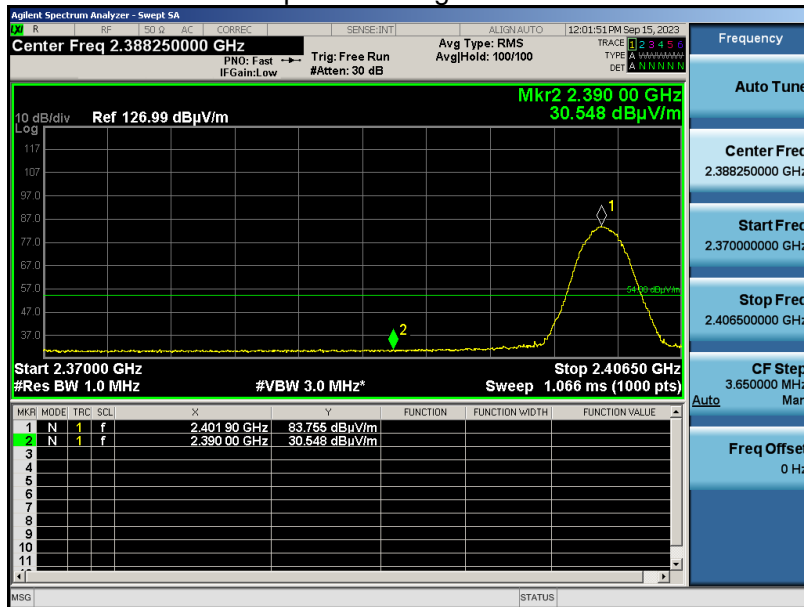 Agilent Spectrum Analyzer - Swept SA
LXI R RF 50 Ω AC CORREC SENSE:INT ALIGN AUTO 12:01:51 PM Sep 15, 2023
Center Freq 2.388250000 GHz
PNO: Fast
IFGain:Low
Trig: Free Run
#Atten: 30 dB
Avg Type: RMS
Avg|Hold: 100/100
TRACE 1 2 3 4 5 6
TYPE A WWWWW
DET A N N N N N
Mkr2 2.390 00 GHz
30.548 dBµV/m
10 dB/div Ref 126.99 dBµV/m
Log
117
107
97.0
87.0
77.0
67.0
57.0
47.0
37.0
1
2
54.00 dBµV/m
Start 2.37000 GHz Stop 2.40650 GHz
#Res BW 1.0 MHz #VBW 3.0 MHz* Sweep 1.066 ms (1000 pts)
MKR MODE TRC SCL X Y FUNCTION FUNCTION WIDTH FUNCTION VALUE
1 N 1 f 2.401 90 GHz 83.755 dBµV/m
2 N 1 f 2.390 00 GHz 30.548 dBµV/m
3
4
5
6
7
8
9
10
11
MSG STATUS
Frequency
Auto Tune
Center Freq
2.388250000 GHz
Start Freq
2.370000000 GHz
Stop Freq
2.406500000 GHz
CF Step
3.650000 MHz
Auto Man
Freq Offset
0 Hz